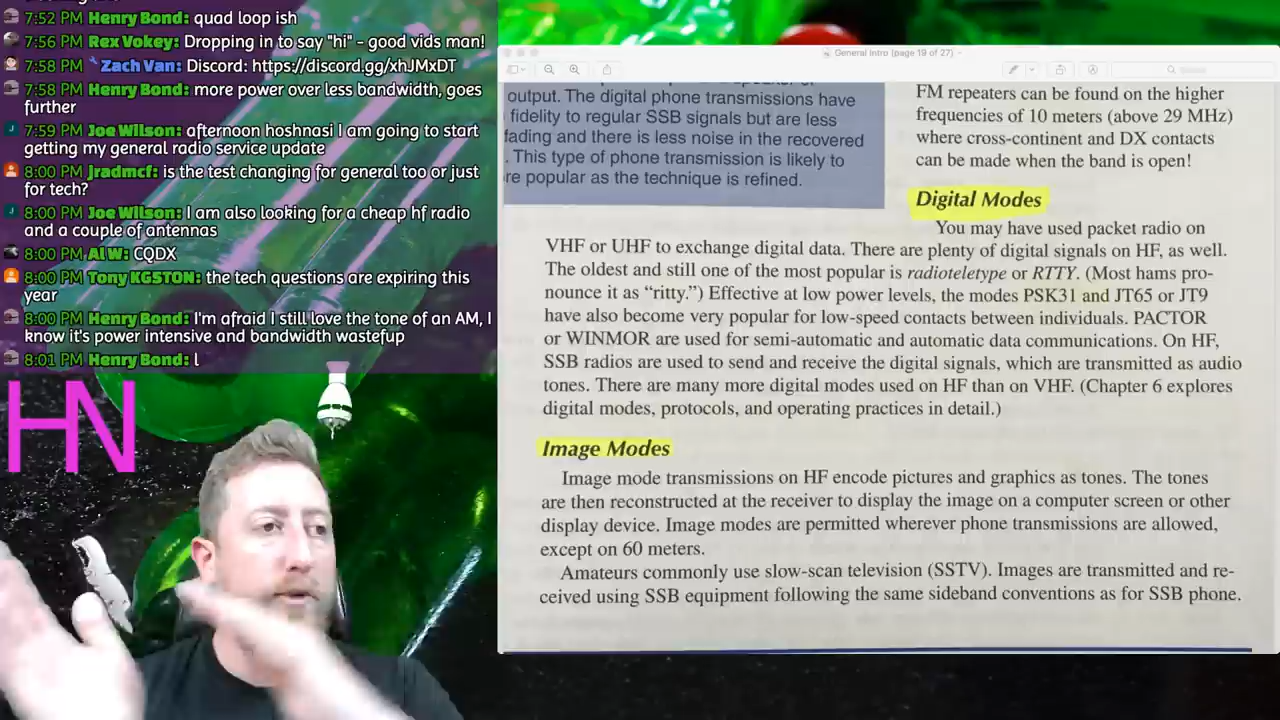 7:52 PM Henry Bond: quad loop ish
7:56 PM Rex Vokey: Dropping in to say "hi" - good vids man!
7:58 PM Zach Van: Discord: https://discord.gg/xhJMxDT
7:58 PM Henry Bond: more power over less bandwidth, goes
further
7:59 PM Joe Wilson: afternoon hoshnasi I am going to start
getting my general radio service update
8:00 PM Jradmcf: is the test changing for general too or just
for tech?
8:00 PM Joe Wilson: I am also looking for a cheap hf radio
and a couple of antennas
8:00 PM Al W: CQDX
8:00 PM Tony KG5TON: the tech questions are expiring this
year
8:00 PM Henry Bond: I'm afraid I still love the tone of an AM, I
know it's power intensive and bandwidth wastefup
8:01 PM Henry Bond: l
HN
General Intro (page 19 of 27)
Search
output. The digital phone transmissions have
fidelity to regular SSB signals but are less
fading and there is less noise in the recovered
. This type of phone transmission is likely to
re popular as the technique is refined.
FM repeaters can be found on the higher
frequencies of 10 meters (above 29 MHz)
where cross-continent and DX contacts
can be made when the band is open!
Digital Modes
You may have used packet radio on
VHF or UHF to exchange digital data. There are plenty of digital signals on HF, as well.
The oldest and still one of the most popular is radioteletype or RTTY. (Most hams pro-
nounce it as “ritty.”) Effective at low power levels, the modes PSK31 and JT65 or JT9
have also become very popular for low-speed contacts between individuals. PACTOR
or WINMOR are used for semi-automatic and automatic data communications. On HF,
SSB radios are used to send and receive the digital signals, which are transmitted as audio
tones. There are many more digital modes used on HF than on VHF. (Chapter 6 explores
digital modes, protocols, and operating practices in detail.)
Image Modes
Image mode transmissions on HF encode pictures and graphics as tones. The tones
are then reconstructed at the receiver to display the image on a computer screen or other
display device. Image modes are permitted wherever phone transmissions are allowed,
except on 60 meters.
Amateurs commonly use slow-scan television (SSTV). Images are transmitted and re-
ceived using SSB equipment following the same sideband conventions as for SSB phone.